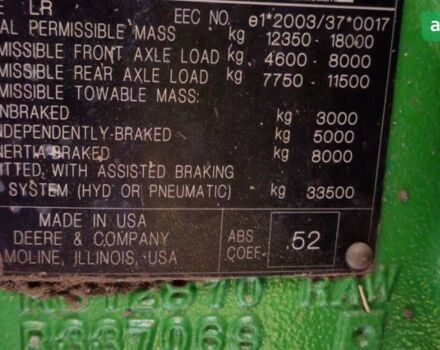 E LR EEC NO. e1*2003/37*0017
AL PERMISSIBLE MASS kg 12350 - 18000
MISSIBLE FRONT AXLE LOAD kg 4600 - 8000
MISSIBLE REAR AXLE LOAD kg 7750 - 11500
MISSIBLE TOWABLE MASS:
NBRAKED kg 3000
NDEPENDENTLY-BRAKED kg 5000
NERTIA-BRAKED kg 8000
ITTED, WITH ASSISTED BRAKING
SYSTEM (HYD OR PNEUMATIC) kg 33500
MADE IN USA
DEERE & COMPANY
MOLINE, ILLINOIS, USA
ABS
COEF.
.52
RAW
R337069